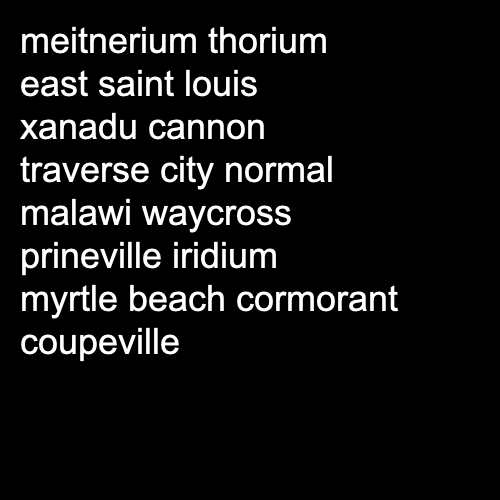 meitnerium thorium
east saint louis
xanadu cannon
traverse city normal
malawi waycross
prineville iridium
myrtle beach cormorant
coupeville